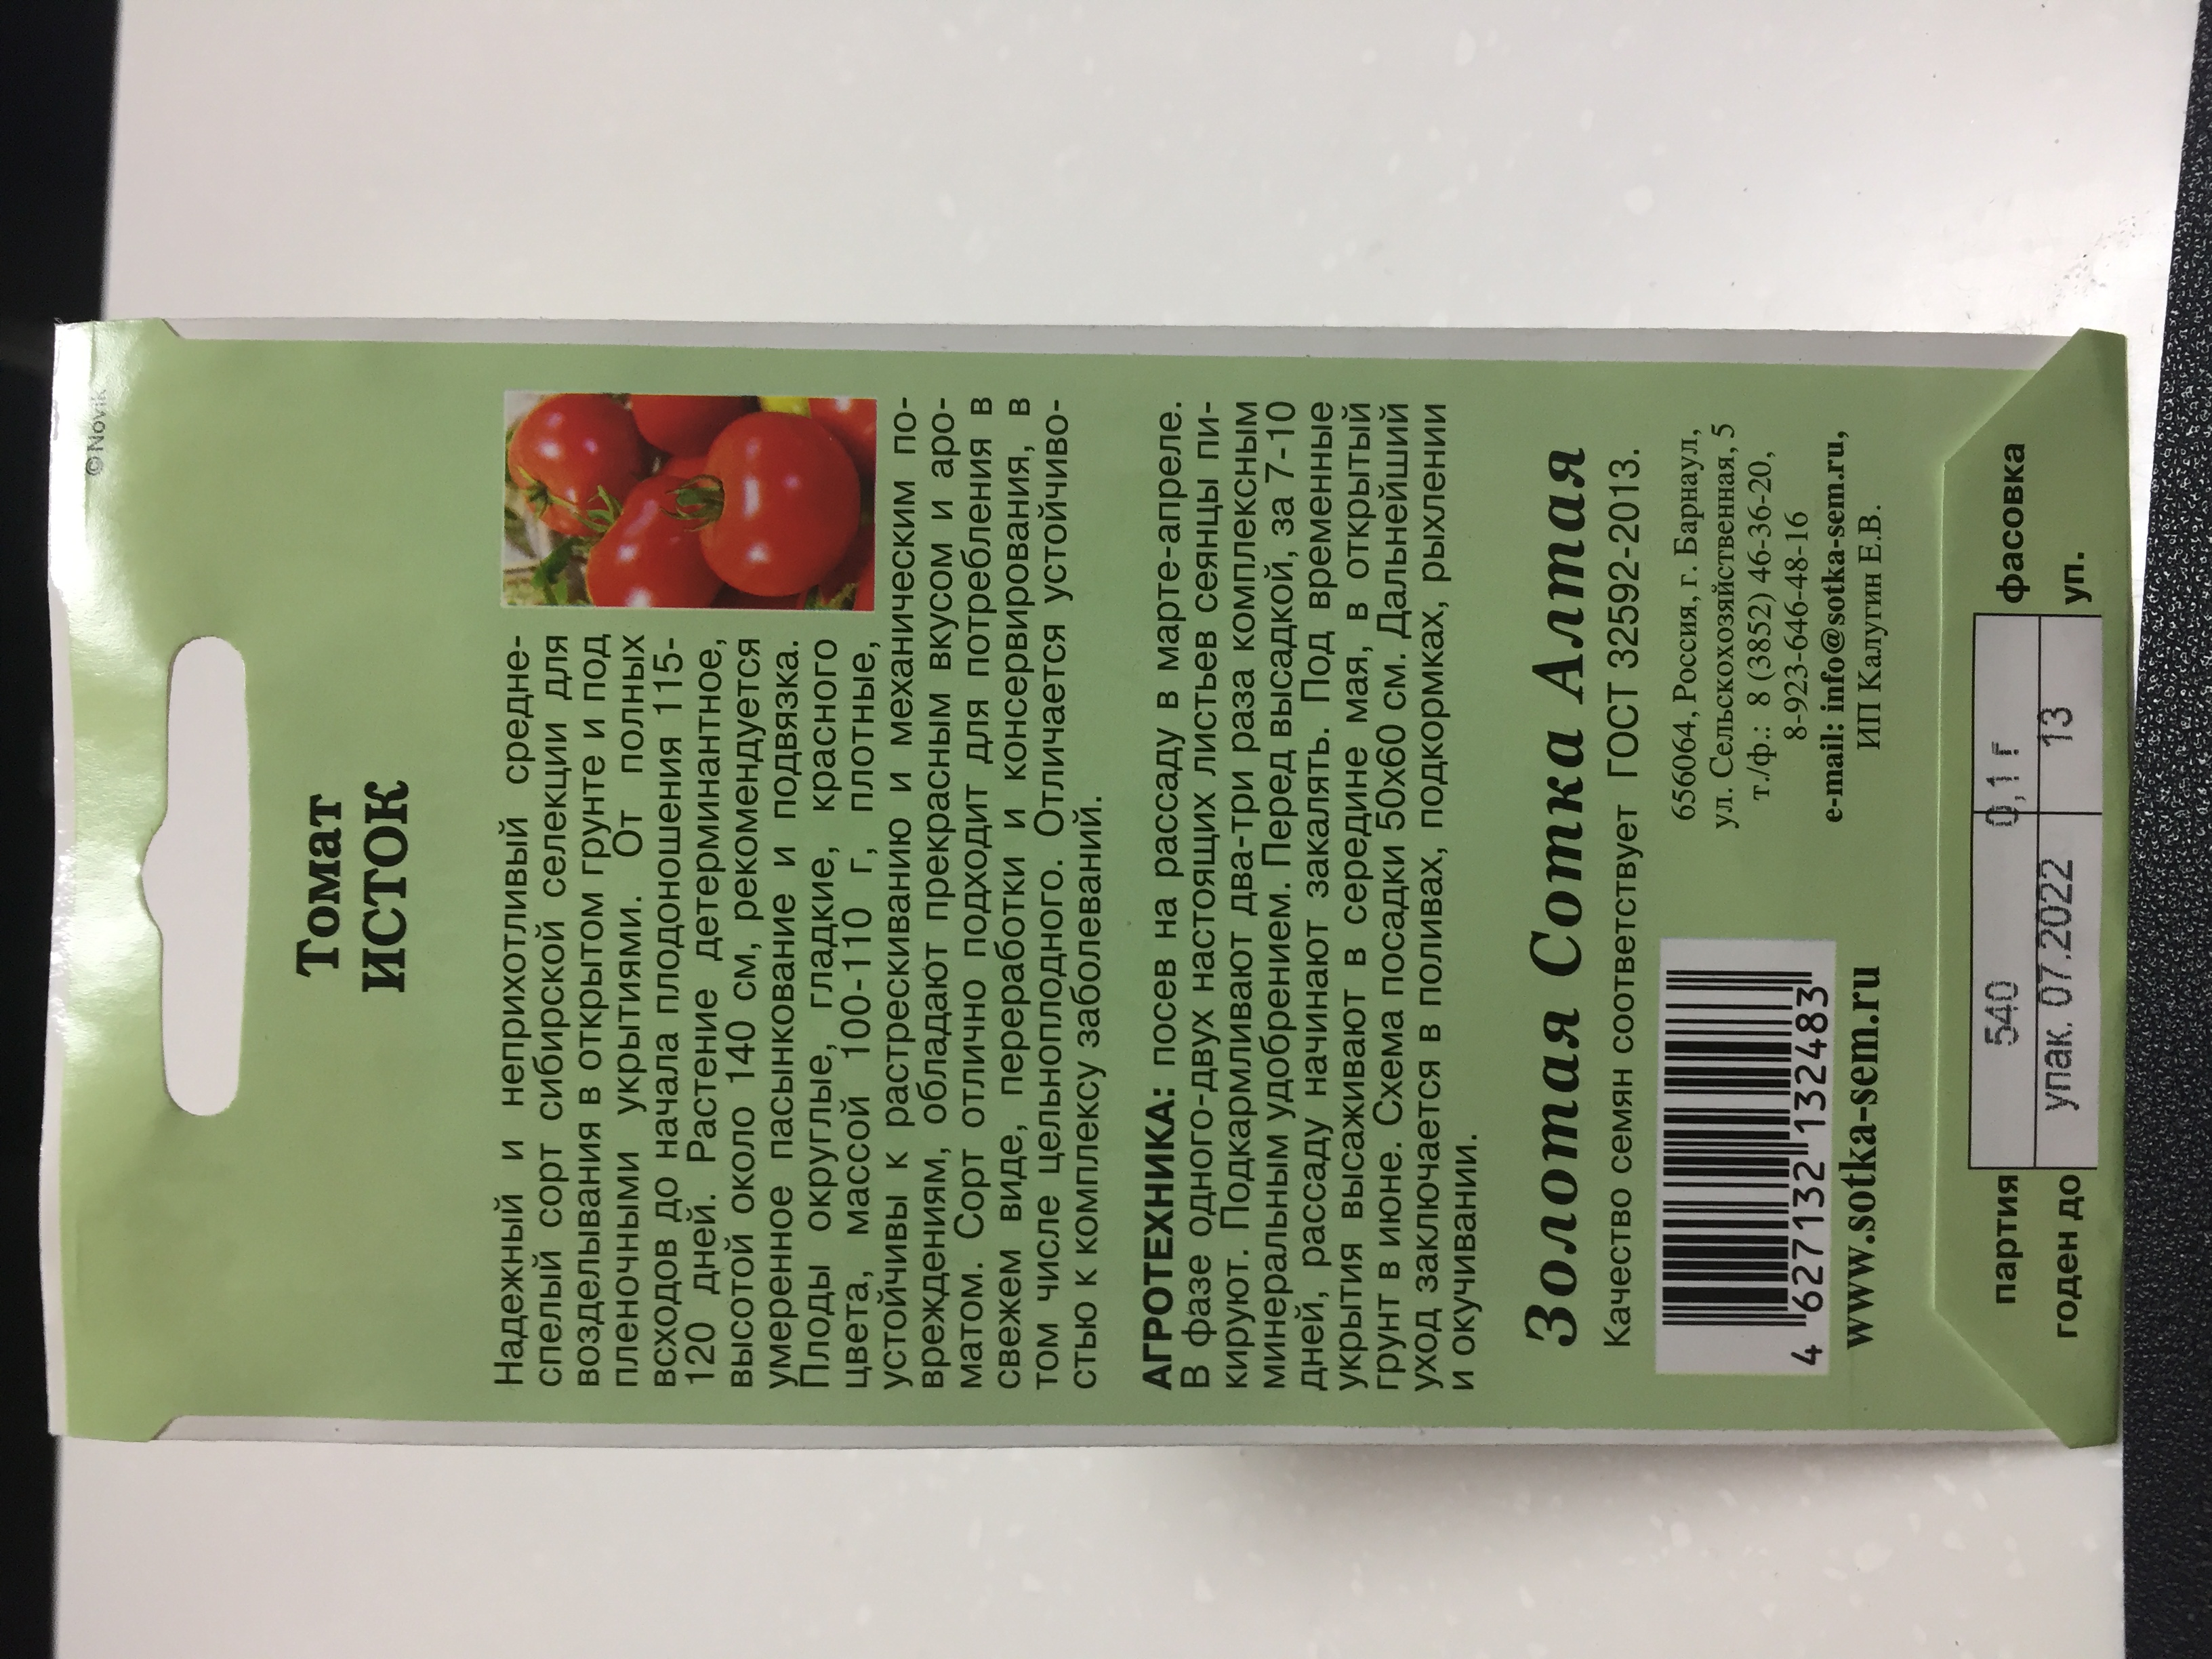 ©Novik
Томат
ИСТОК
Надежный и неприхотливый средне-
спелый сорт сибирской селекции для
возделывания в открытом грунте и под
пленочными укрытиями. От полных
всходов до начала плодоношения 115-
120 дней. Растение детерминантное,
высотой около 140 см, рекомендуется
умеренное пасынкование и подвязка.
Плоды округлые, гладкие, красного
цвета, массой 100-110 г, плотные,
устойчивы к растрескиванию и механическим по-
вреждениям, обладают прекрасным вкусом и аро-
матом. Сорт отлично подходит для потребления в
свежем виде, переработки и консервирования, в
том числе цельноплодного. Отличается устойчиво-
стью к комплексу заболеваний.
АГРОТЕХНИКА: посев на рассаду в марте-апреле.
В фазе одного-двух настоящих листьев сеянцы пи-
кируют. Подкармливают два-три раза комплексным
минеральным удобрением. Перед высадкой, за 7-10
дней, рассаду начинают закалять. Под временные
укрытия высаживают в середине мая, в открытый
грунт в июне. Схема посадки 50х60 см. Дальнейший
уход заключается в поливах, подкормках, рыхлении
и окучивании.
Золотая Сотка Алтая
Качество семян соответствует ГОСТ 32592-2013.
656064, Россия, г. Барнаул,
ул. Сельскохозяйственная, 5
т./ф.: 8 (3852) 46-36-20,
8-923-646-48-16
e-mail: info@sotka-sem.ru,
ИП Калугин Е.В.
4 627132 132483
www.sotka-sem.ru
партия 540 0,1 г фасовка
годен до упак. 07.2022 13 уп.